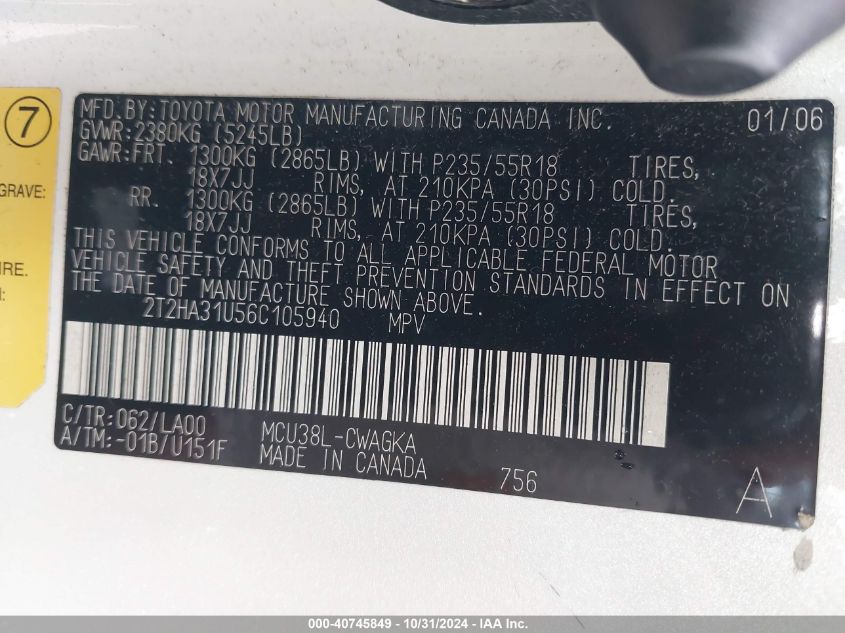 7
GRAVE:
IRE.
MFD. BY: TOYOTA MOTOR MANUFACTURING CANADA INC. 01/06
GVWR: 2380KG (5245LB)
GAWR: FRT. 1300KG (2865LB) WITH P235/55R18 TIRES,
18X7JJ RIMS, AT 210KPA (30PSI) COLD.
RR. 1300KG (2865LB) WITH P235/55R18 TIRES,
18X7JJ RIMS, AT 210KPA (30PSI) COLD.
THIS VEHICLE CONFORMS TO ALL APPLICABLE FEDERAL MOTOR
VEHICLE SAFETY AND THEFT PREVENTION STANDARDS IN EFFECT ON
THE DATE OF MANUFACTURE SHOWN ABOVE.
2T2HA31U56C105940 MPV
C/TR: 062/LA00 MCU38L-CWAGKA
A/TM: -01B/U151F MADE IN CANADA 756 A
000-40745849 - 10/31/2024 - IAA Inc.